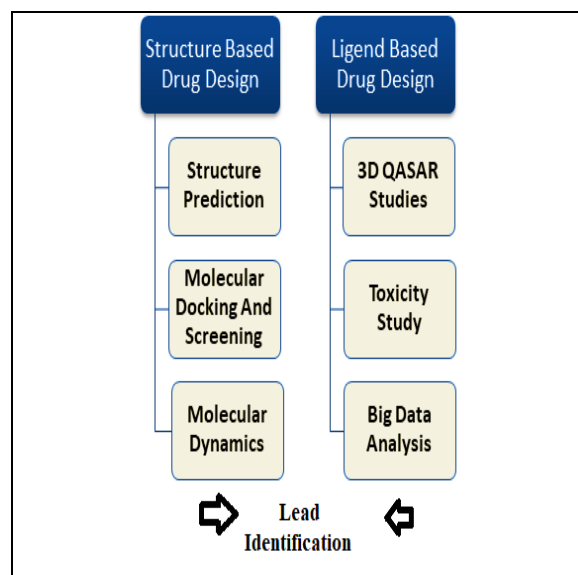 Structure Based
Drug Design
Structure
Prediction
Molecular
Docking And
Screening
Molecular
Dynamics
Ligend Based
Drug Design
3D QASAR
Studies
Toxicity
Study
Big Data
Analysis
Lead
Identification